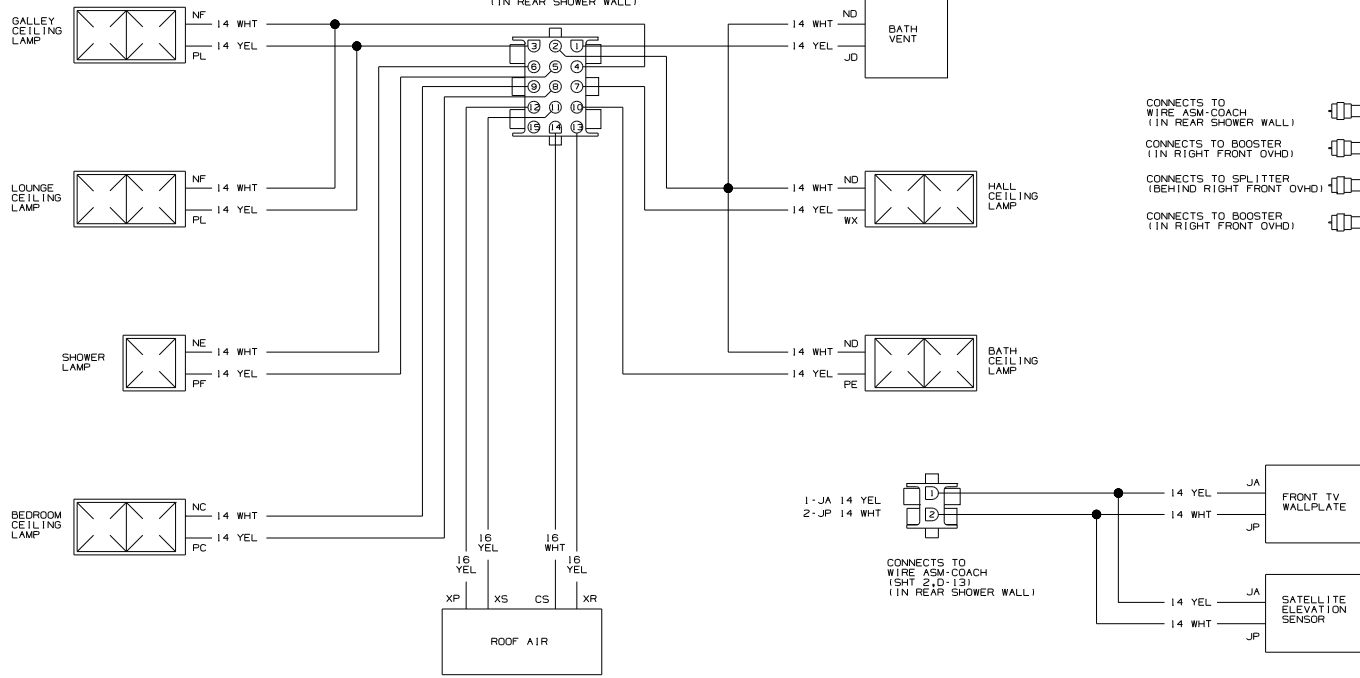 (IN REAR SHOWER WALL)
GALLEY
CEILING
LAMP
NF
14 WHT
14 YEL
PL
3 2 1
6 5 4
9 8 7
12 11 10
15 14 13
14 WHT
ND
14 YEL
JD
BATH
VENT
CONNECTS TO
WIRE ASM-COACH
(IN REAR SHOWER WALL)
CONNECTS TO BOOSTER
(IN RIGHT FRONT OVHD)
CONNECTS TO SPLITTER
(BEHIND RIGHT FRONT OVHD)
CONNECTS TO BOOSTER
(IN RIGHT FRONT OVHD)
LOUNGE
CEILING
LAMP
NF
14 WHT
14 YEL
PL
14 WHT
ND
14 YEL
WX
HALL
CEILING
LAMP
SHOWER
LAMP
NE
14 WHT
14 YEL
PF
14 WHT
ND
14 YEL
PE
BATH
CEILING
LAMP
BEDROOM
CEILING
LAMP
NC
14 WHT
14 YEL
PC
16
YEL
16
YEL
16
WHT
16
YEL
XP XS CS XR
ROOF AIR
1-JA 14 YEL
2-JP 14 WHT
1
2
CONNECTS TO
WIRE ASM-COACH
(SHT 2,D-13)
(IN REAR SHOWER WALL)
14 YEL
JA
14 WHT
JP
FRONT TV
WALLPLATE
14 YEL
JA
14 WHT
JP
SATELLITE
ELEVATION
SENSOR